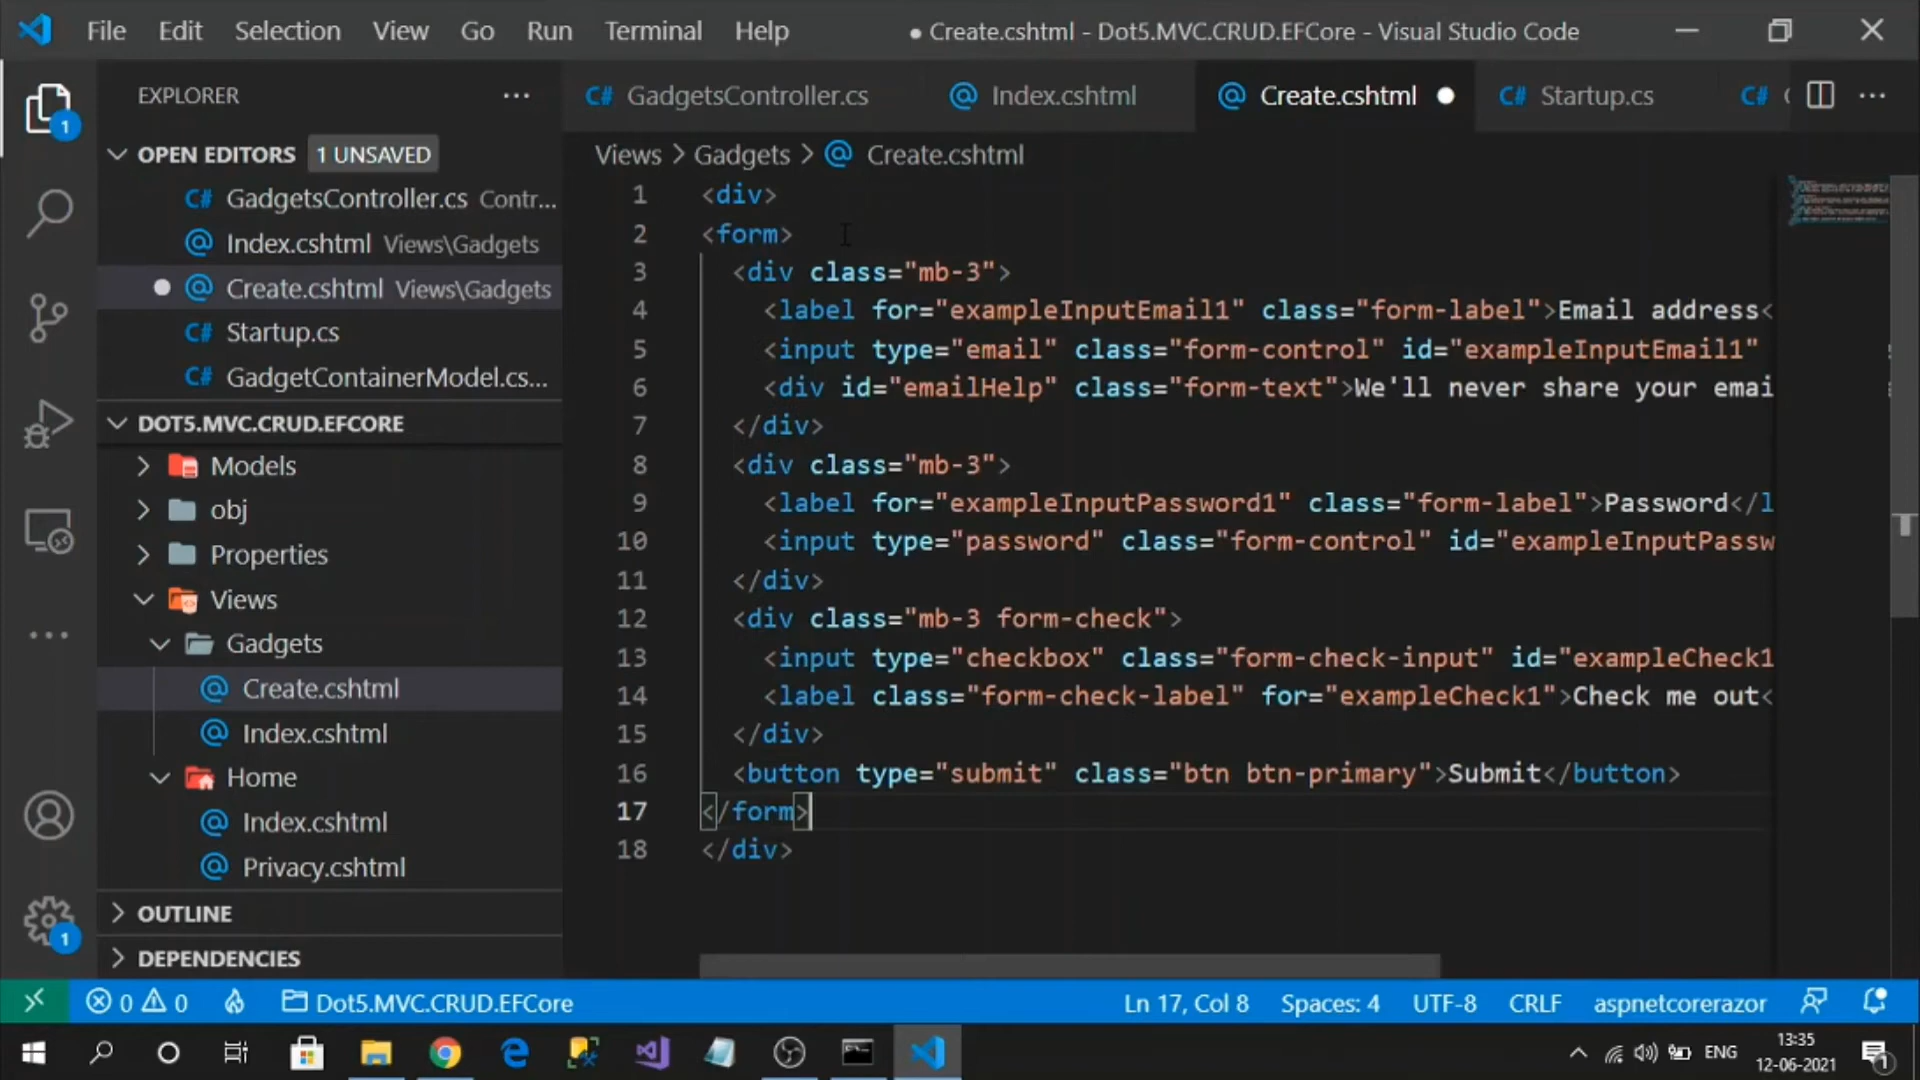 File Edit Selection View Go Run Terminal Help
● Create.cshtml - Dot5.MVC.CRUD.EFCore - Visual Studio Code
EXPLORER
C# GadgetsController.cs
@ Index.cshtml
@ Create.cshtml
C# Startup.cs
C#
OPEN EDITORS 1 UNSAVED
C# GadgetsController.cs Contr...
@ Index.cshtml Views\Gadgets
@ Create.cshtml Views\Gadgets
C# Startup.cs
C# GadgetContainerModel.cs...
DOT5.MVC.CRUD.EFCORE
Models
obj
Properties
Views
Gadgets
@ Create.cshtml
@ Index.cshtml
Home
@ Index.cshtml
@ Privacy.cshtml
OUTLINE
DEPENDENCIES
1
1
Views > Gadgets > @ Create.cshtml
1 <div>
2 <form>
3 <div class="mb-3">
4 <label for="exampleInputEmail1" class="form-label">Email address<
5 <input type="email" class="form-control" id="exampleInputEmail1"
6 <div id="emailHelp" class="form-text">We'll never share your emai
7 </div>
8 <div class="mb-3">
9 <label for="exampleInputPassword1" class="form-label">Password</l
10 <input type="password" class="form-control" id="exampleInputPassw
11 </div>
12 <div class="mb-3 form-check">
13 <input type="checkbox" class="form-check-input" id="exampleCheck1
14 <label class="form-check-label" for="exampleCheck1">Check me out<
15 </div>
16 <button type="submit" class="btn btn-primary">Submit</button>
17 </form>
18 </div>
0 0 Dot5.MVC.CRUD.EFCore
Ln 17, Col 8 Spaces: 4 UTF-8 CRLF aspnetcorerazor
ENG
13:35
12-06-2021
1